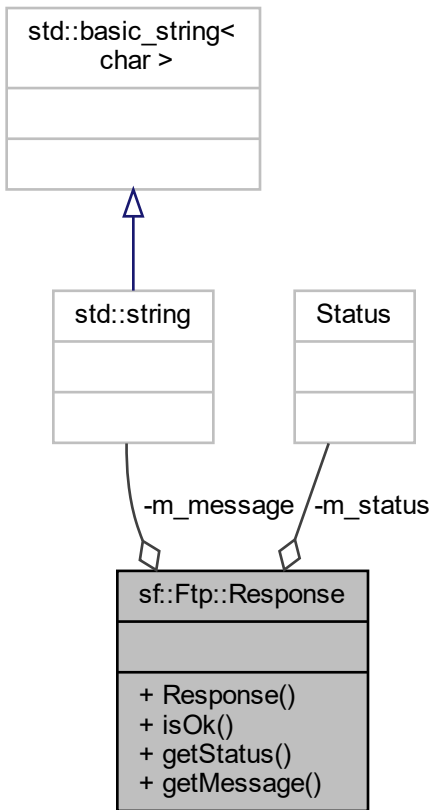 std::basic_string<
char >
std::string
Status
-m_message
-m_status
sf::Ftp::Response
+ Response()
+ isOk()
+ getStatus()
+ getMessage()